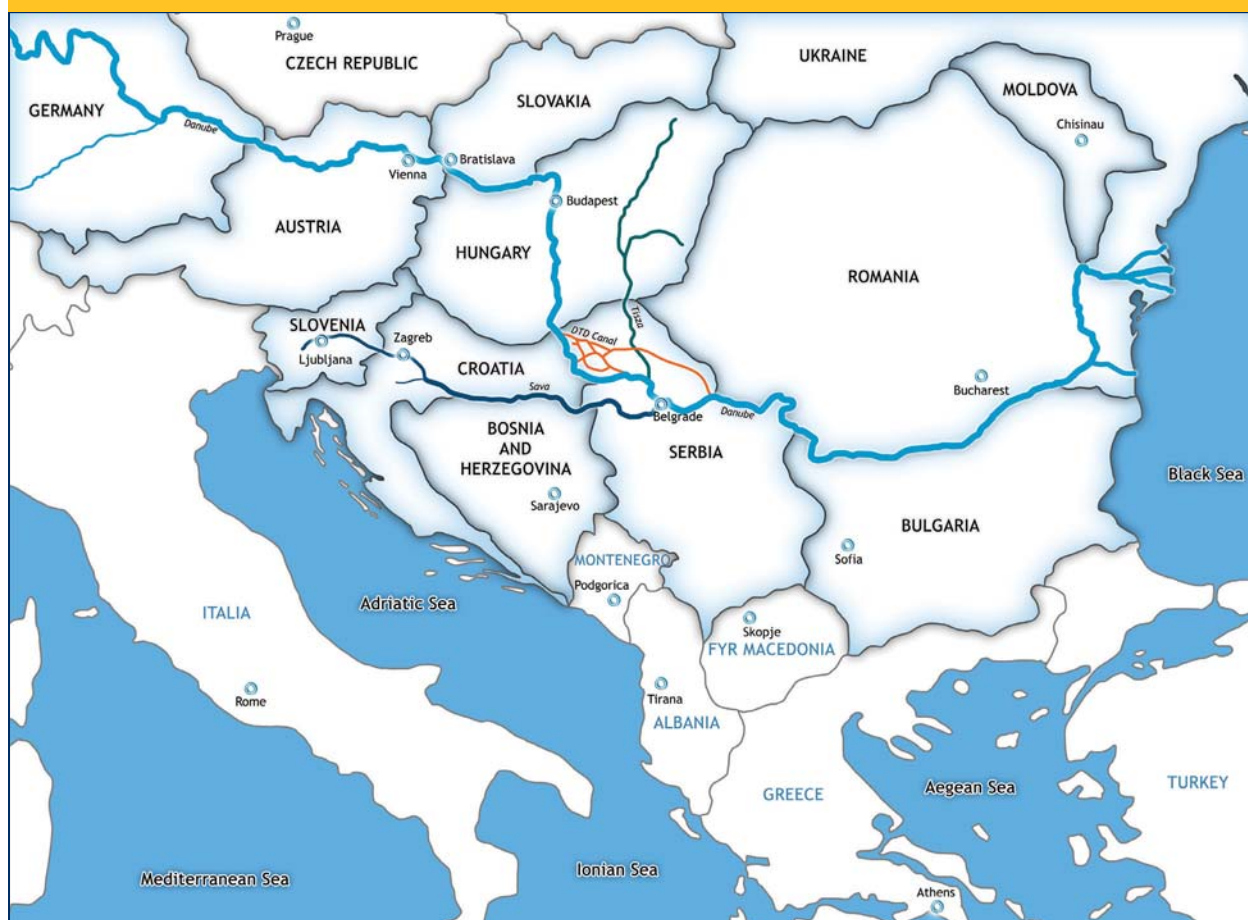 Prague
CZECH REPUBLIC
UKRAINE
GERMANY
SLOVAKIA
MOLDOVA
Danube
Chisinau
Vienna
Bratislava
Budapest
AUSTRIA
HUNGARY
ROMANIA
SLOVENIA
Ljubljana
Zagreb
CROATIA
DTD Canal
Tisza
Sava
Belgrade
Danube
Bucharest
BOSNIA
AND
HERZEGOVINA
SERBIA
Sarajevo
Black Sea
BULGARIA
Sofia
MONTENEGRO
Podgorica
Adriatic Sea
ITALIA
Skopje
FYR MACEDONIA
Rome
Tirana
ALBANIA
GREECE
Aegean Sea
TURKEY
Mediterranean Sea
Ionian Sea
Athens